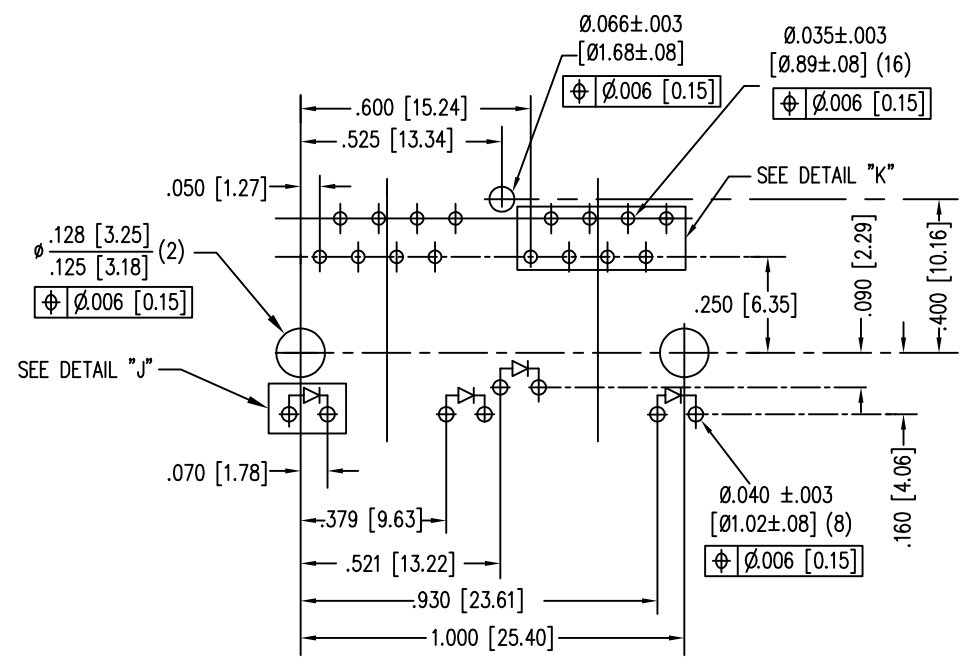 Ø.066±.003
[Ø1.68±.08]
⌖ Ø.006 [0.15]
Ø.035±.003
[Ø.89±.08] (16)
⌖ Ø.006 [0.15]
.600 [15.24]
.525 [13.34]
.050 [1.27]
SEE DETAIL "K"
ø .128 [3.25]
.125 [3.18] (2)
⌖ Ø.006 [0.15]
.250 [6.35]
.090 [2.29]
.400 [10.16]
SEE DETAIL "J"
.070 [1.78]
.379 [9.63]
.521 [13.22]
.930 [23.61]
1.000 [25.40]
Ø.040 ±.003
[Ø1.02±.08] (8)
⌖ Ø.006 [0.15]
.160 [4.06]